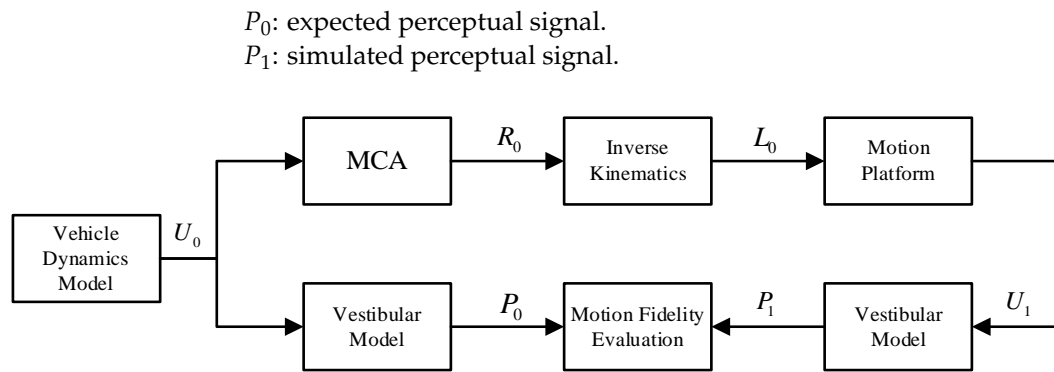 P₀: expected perceptual signal.
P₁: simulated perceptual signal.
MCA
R₀
Inverse
Kinematics
L₀
Motion
Platform
Vehicle
Dynamics
Model
U₀
Vestibular
Model
P₀
Motion Fidelity
Evaluation
P₁
Vestibular
Model
U₁